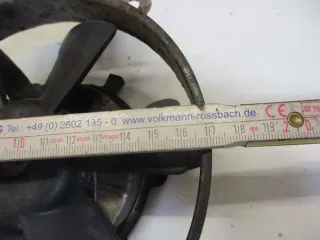 Tel.: +49 (0) 2602 135 - 0 www.volkmann-rossbach.de CE
10 11 12 13 14 15 16 17 18 19 20